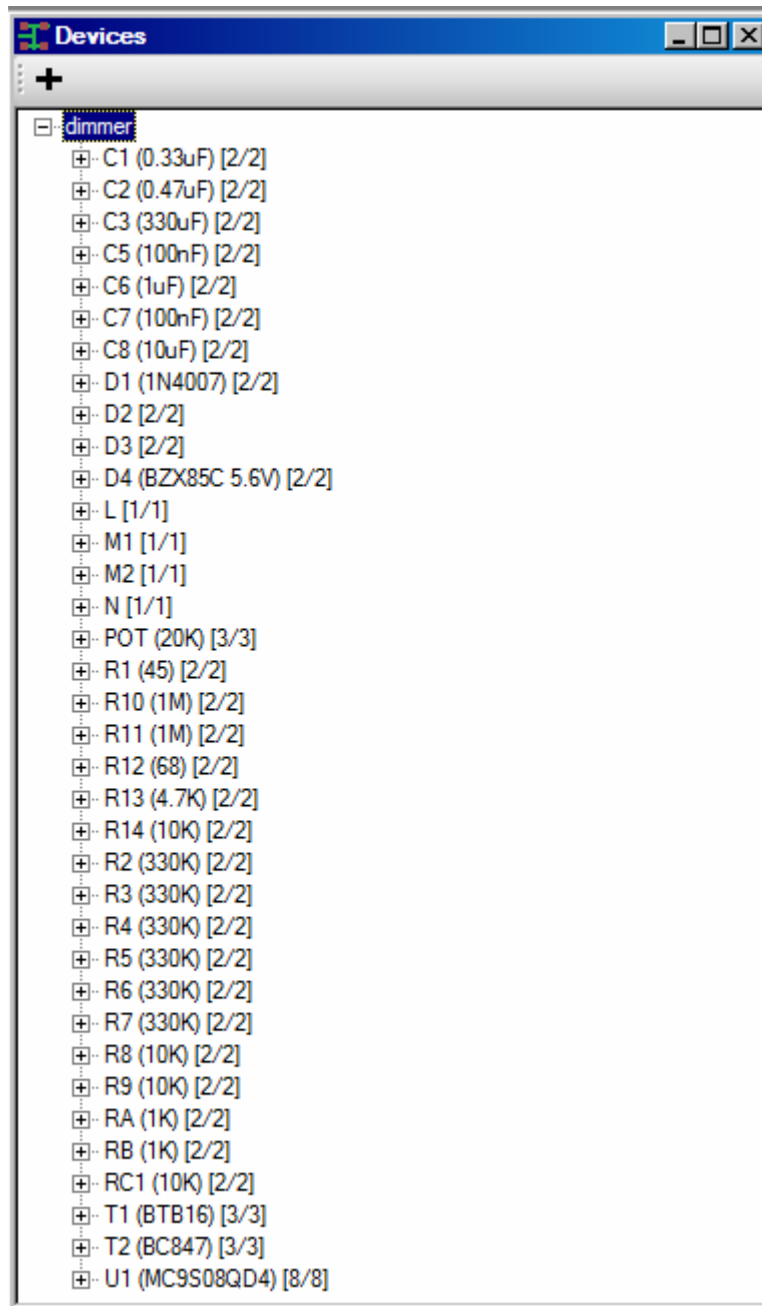 Devices
dimmer
C1 (0.33uF) [2/2]
C2 (0.47uF) [2/2]
C3 (330uF) [2/2]
C5 (100nF) [2/2]
C6 (1uF) [2/2]
C7 (100nF) [2/2]
C8 (10uF) [2/2]
D1 (1N4007) [2/2]
D2 [2/2]
D3 [2/2]
D4 (BZX85C 5.6V) [2/2]
L [1/1]
M1 [1/1]
M2 [1/1]
N [1/1]
POT (20K) [3/3]
R1 (45) [2/2]
R10 (1M) [2/2]
R11 (1M) [2/2]
R12 (68) [2/2]
R13 (4.7K) [2/2]
R14 (10K) [2/2]
R2 (330K) [2/2]
R3 (330K) [2/2]
R4 (330K) [2/2]
R5 (330K) [2/2]
R6 (330K) [2/2]
R7 (330K) [2/2]
R8 (10K) [2/2]
R9 (10K) [2/2]
RA (1K) [2/2]
RB (1K) [2/2]
RC1 (10K) [2/2]
T1 (BTB16) [3/3]
T2 (BC847) [3/3]
U1 (MC9S08QD4) [8/8]